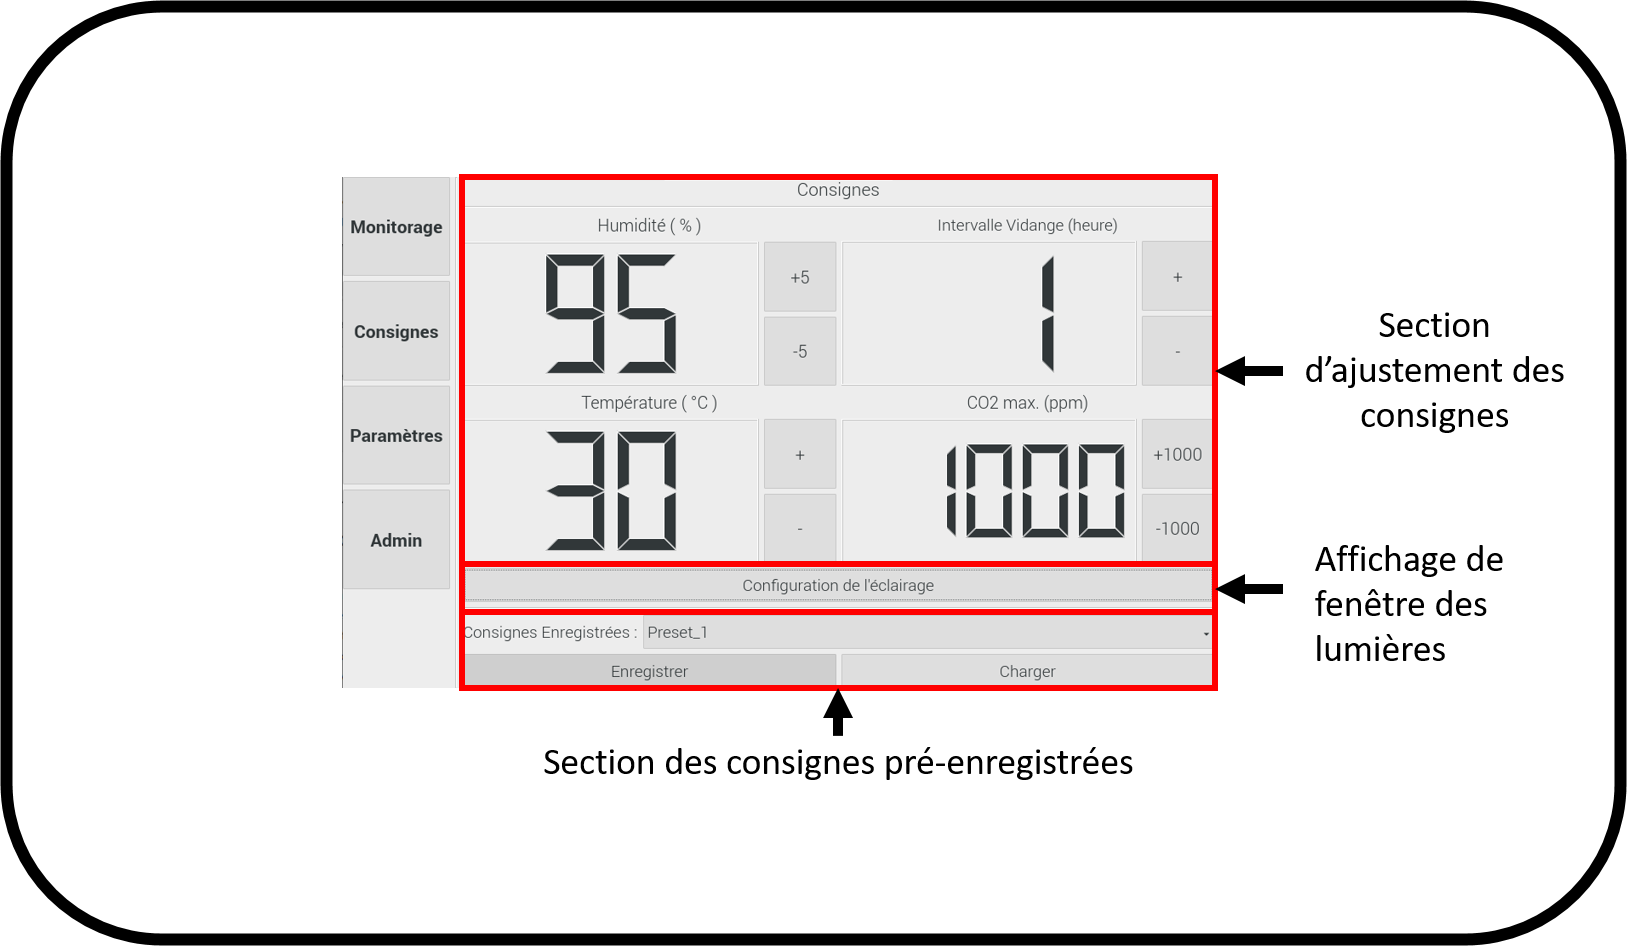 Monitorage
Consignes
Paramètres
Admin
Consignes
Humidité ( % )
Intervalle Vidange (heure)
95
+5
-5
1
+
-
Température ( °C )
CO2 max. (ppm)
30
+
-
1000
+1000
-1000
Configuration de l'éclairage
Consignes Enregistrées : Preset_1
Enregistrer
Charger
Section
d’ajustement des
consignes
Affichage de
fenêtre des
lumières
Section des consignes pré-enregistrées